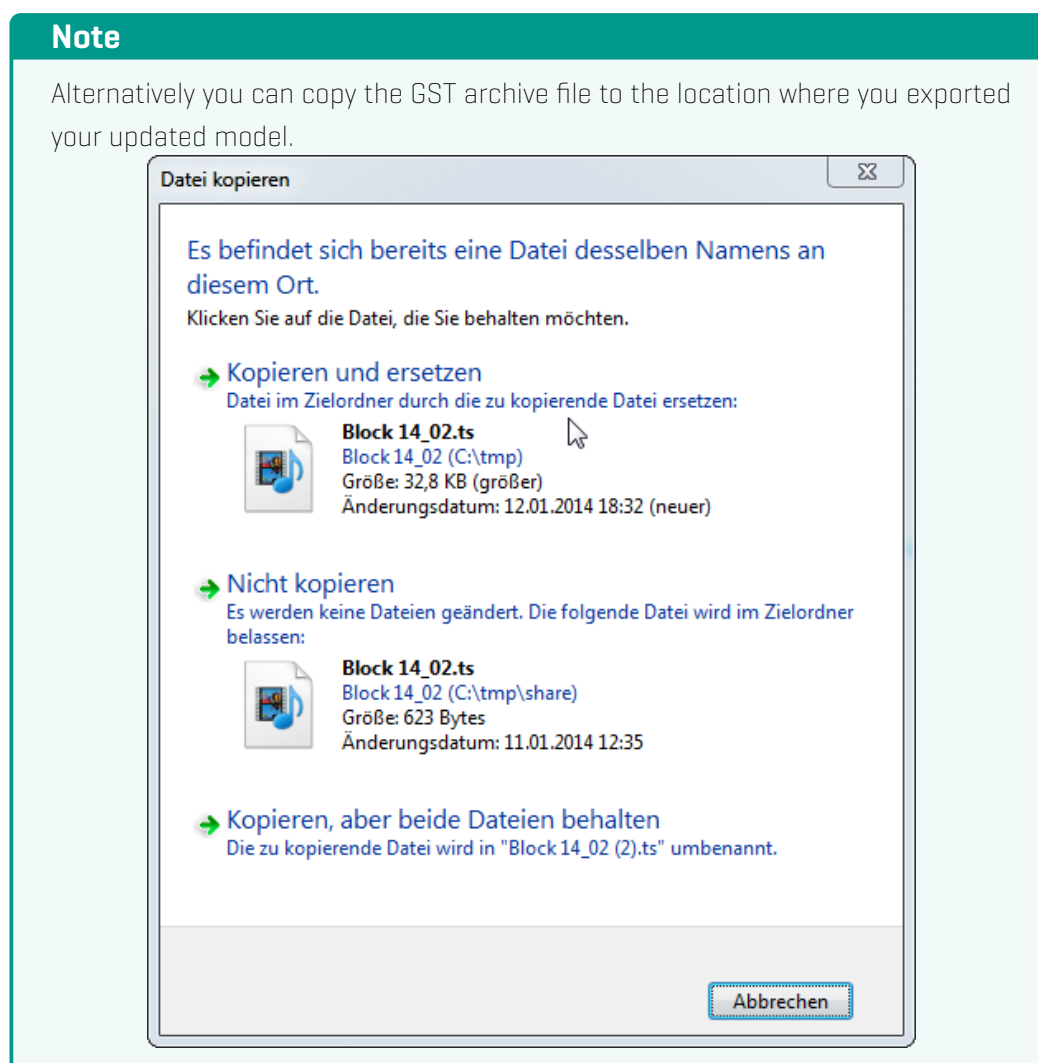 Note
Alternatively you can copy the GST archive file to the location where you exported
your updated model.
Datei kopieren
Es befindet sich bereits eine Datei desselben Namens an
diesem Ort.
Klicken Sie auf die Datei, die Sie behalten möchten.
Kopieren und ersetzen
Datei im Zielordner durch die zu kopierende Datei ersetzen:
Block 14_02.ts
Block 14_02 (C:\tmp)
Größe: 32,8 KB (größer)
Änderungsdatum: 12.01.2014 18:32 (neuer)
Nicht kopieren
Es werden keine Dateien geändert. Die folgende Datei wird im Zielordner
belassen:
Block 14_02.ts
Block 14_02 (C:\tmp\share)
Größe: 623 Bytes
Änderungsdatum: 11.01.2014 12:35
Kopieren, aber beide Dateien behalten
Die zu kopierende Datei wird in "Block 14_02 (2).ts" umbenannt.
Abbrechen